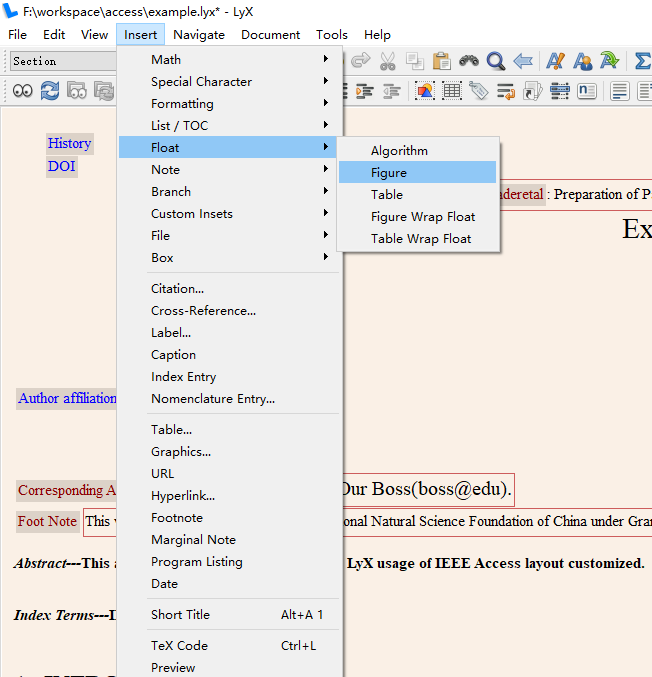 F:\workspace\access\example.lyx* - LyX
File Edit View Insert Navigate Document Tools Help
Section
Math
Special Character
Formatting
List / TOC
Float
Note
Branch
Custom Insets
File
Box
Citation...
Cross-Reference...
Label...
Caption
Index Entry
Nomenclature Entry...
Table...
Graphics...
URL
Hyperlink...
Footnote
Marginal Note
Program Listing
Date
Short Title Alt+A 1
TeX Code Ctrl+L
Preview
Algorithm
Figure
Table
Figure Wrap Float
Table Wrap Float
History
DOI
: Preparation of
Author affiliation
Corresponding
Our Boss(boss@edu).
Foot Note This
Natural Science Foundation of China under
Abstract---This
LyX usage of IEEE Access layout customized.
Index Terms---